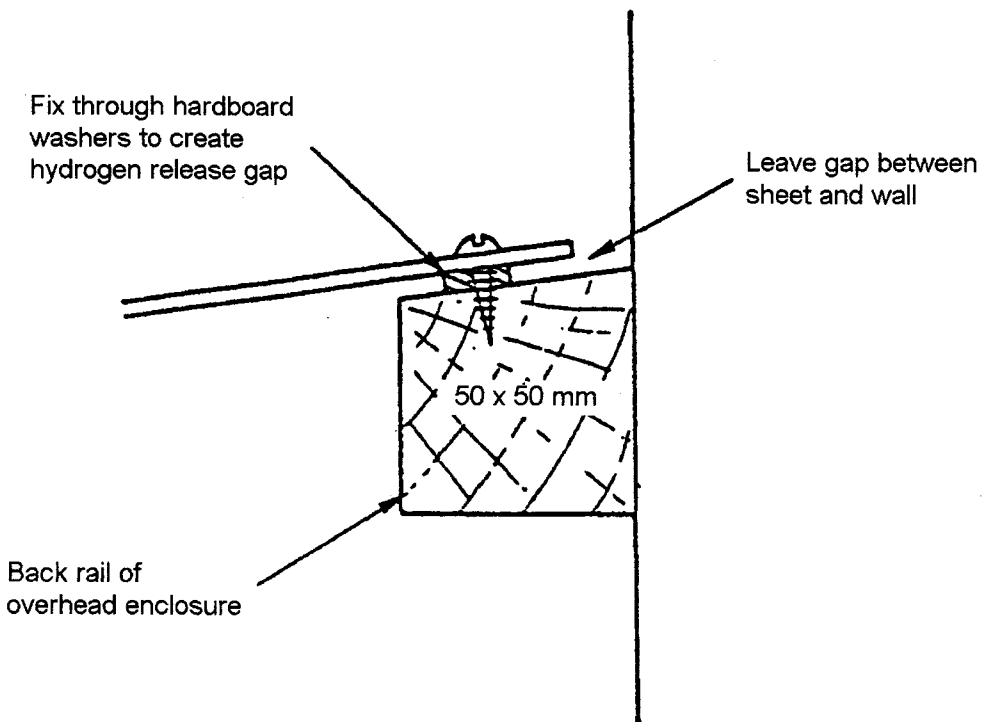 Fix through hardboard
washers to create
hydrogen release gap
Leave gap between
sheet and wall
50 x 50 mm
Back rail of
overhead enclosure